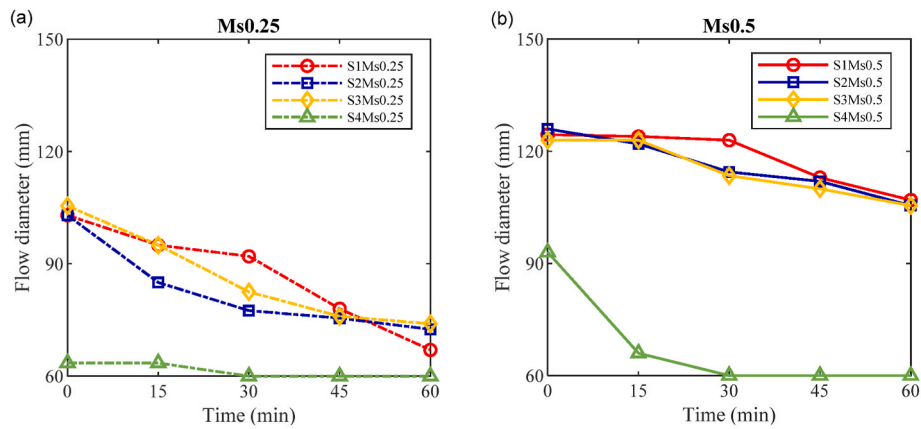 (a)
Ms0.25
150
120
90
60
Flow diameter (mm)
S1Ms0.25
S2Ms0.25
S3Ms0.25
S4Ms0.25
0 15 30 45 60
Time (min)
(b)
Ms0.5
150
120
90
60
Flow diameter (mm)
S1Ms0.5
S2Ms0.5
S3Ms0.5
S4Ms0.5
0 15 30 45 60
Time (min)